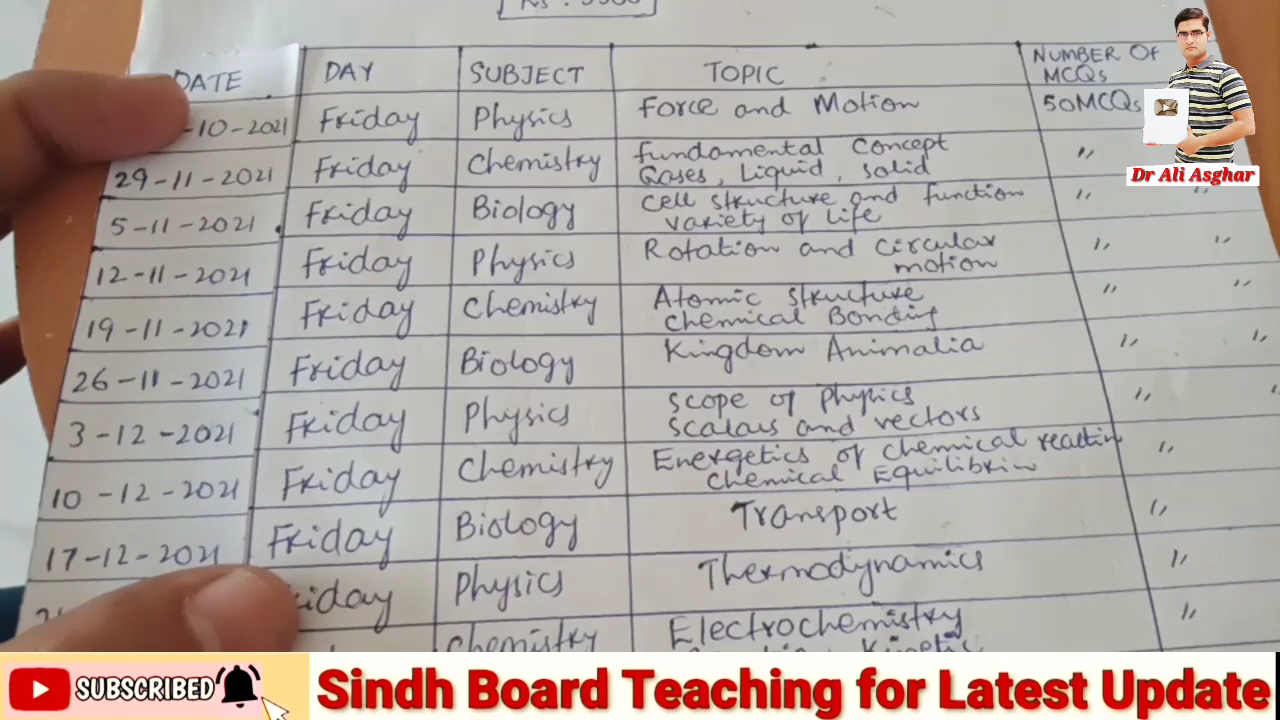 DATE DAY SUBJECT TOPIC NUMBER OF
MCQs
-10-2021 Friday Physics Force and Motion 50MCQs
29-11-2021 Friday Chemistry Fundamental Concept
Gases, Liquid, Solid
5-11-2021 Friday Biology Cell structure and function
variety of life
12-11-2021 Friday Physics Rotation and Circular
motion
19-11-2021 Friday Chemistry Atomic structure
chemical Bonding
26-11-2021 Friday Biology Kingdom Animalia
3-12-2021 Friday Physics scope of physics
scalars and vectors
10-12-2021 Friday Chemistry Energetics of chemical reaction
chemical Equilibrium
17-12-2021 Friday Biology Transport
iday Physics Thermodynamics
Chemistry Electrochemistry
Kinetic
Dr Ali Asghar
SUBSCRIBED
Sindh Board Teaching for Latest Update